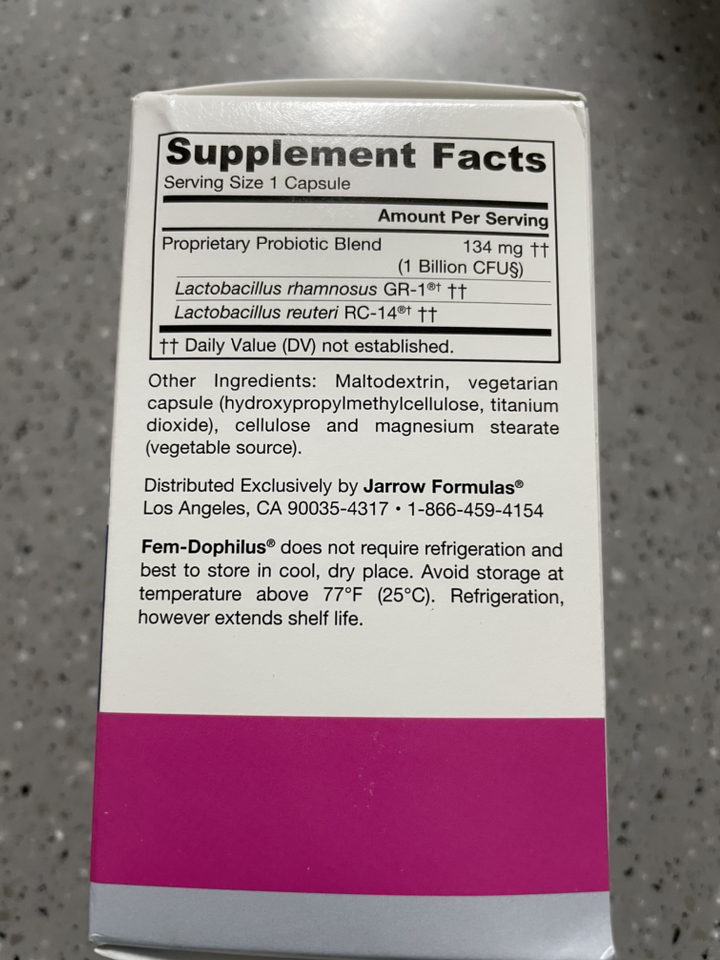 Supplement Facts
Serving Size 1 Capsule
Amount Per Serving
Proprietary Probiotic Blend 134 mg ††
(1 Billion CFU§)
Lactobacillus rhamnosus GR-1®† ††
Lactobacillus reuteri RC-14®† ††
†† Daily Value (DV) not established.
Other Ingredients: Maltodextrin, vegetarian
capsule (hydroxypropylmethylcellulose, titanium
dioxide), cellulose and magnesium stearate
(vegetable source).
Distributed Exclusively by Jarrow Formulas®
Los Angeles, CA 90035-4317 • 1-866-459-4154
Fem-Dophilus® does not require refrigeration and
best to store in cool, dry place. Avoid storage at
temperature above 77°F (25°C). Refrigeration,
however extends shelf life.